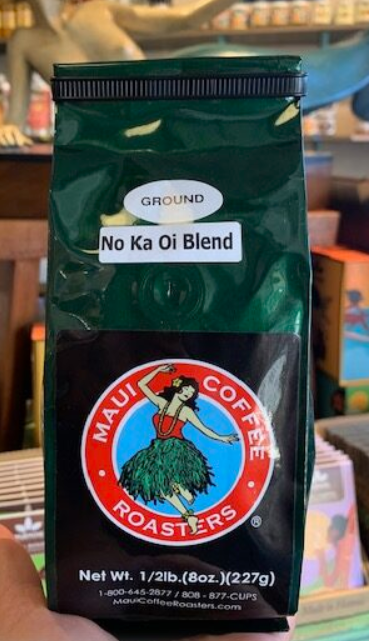 GROUND
No Ka Oi Blend
MAUI COFFEE
• ROASTERS •
®
Net Wt. 1/2lb.(8oz.)(227g)
1-800-645-2877 / 808 - 877-CUPS
MauiCoffeeRoasters.com